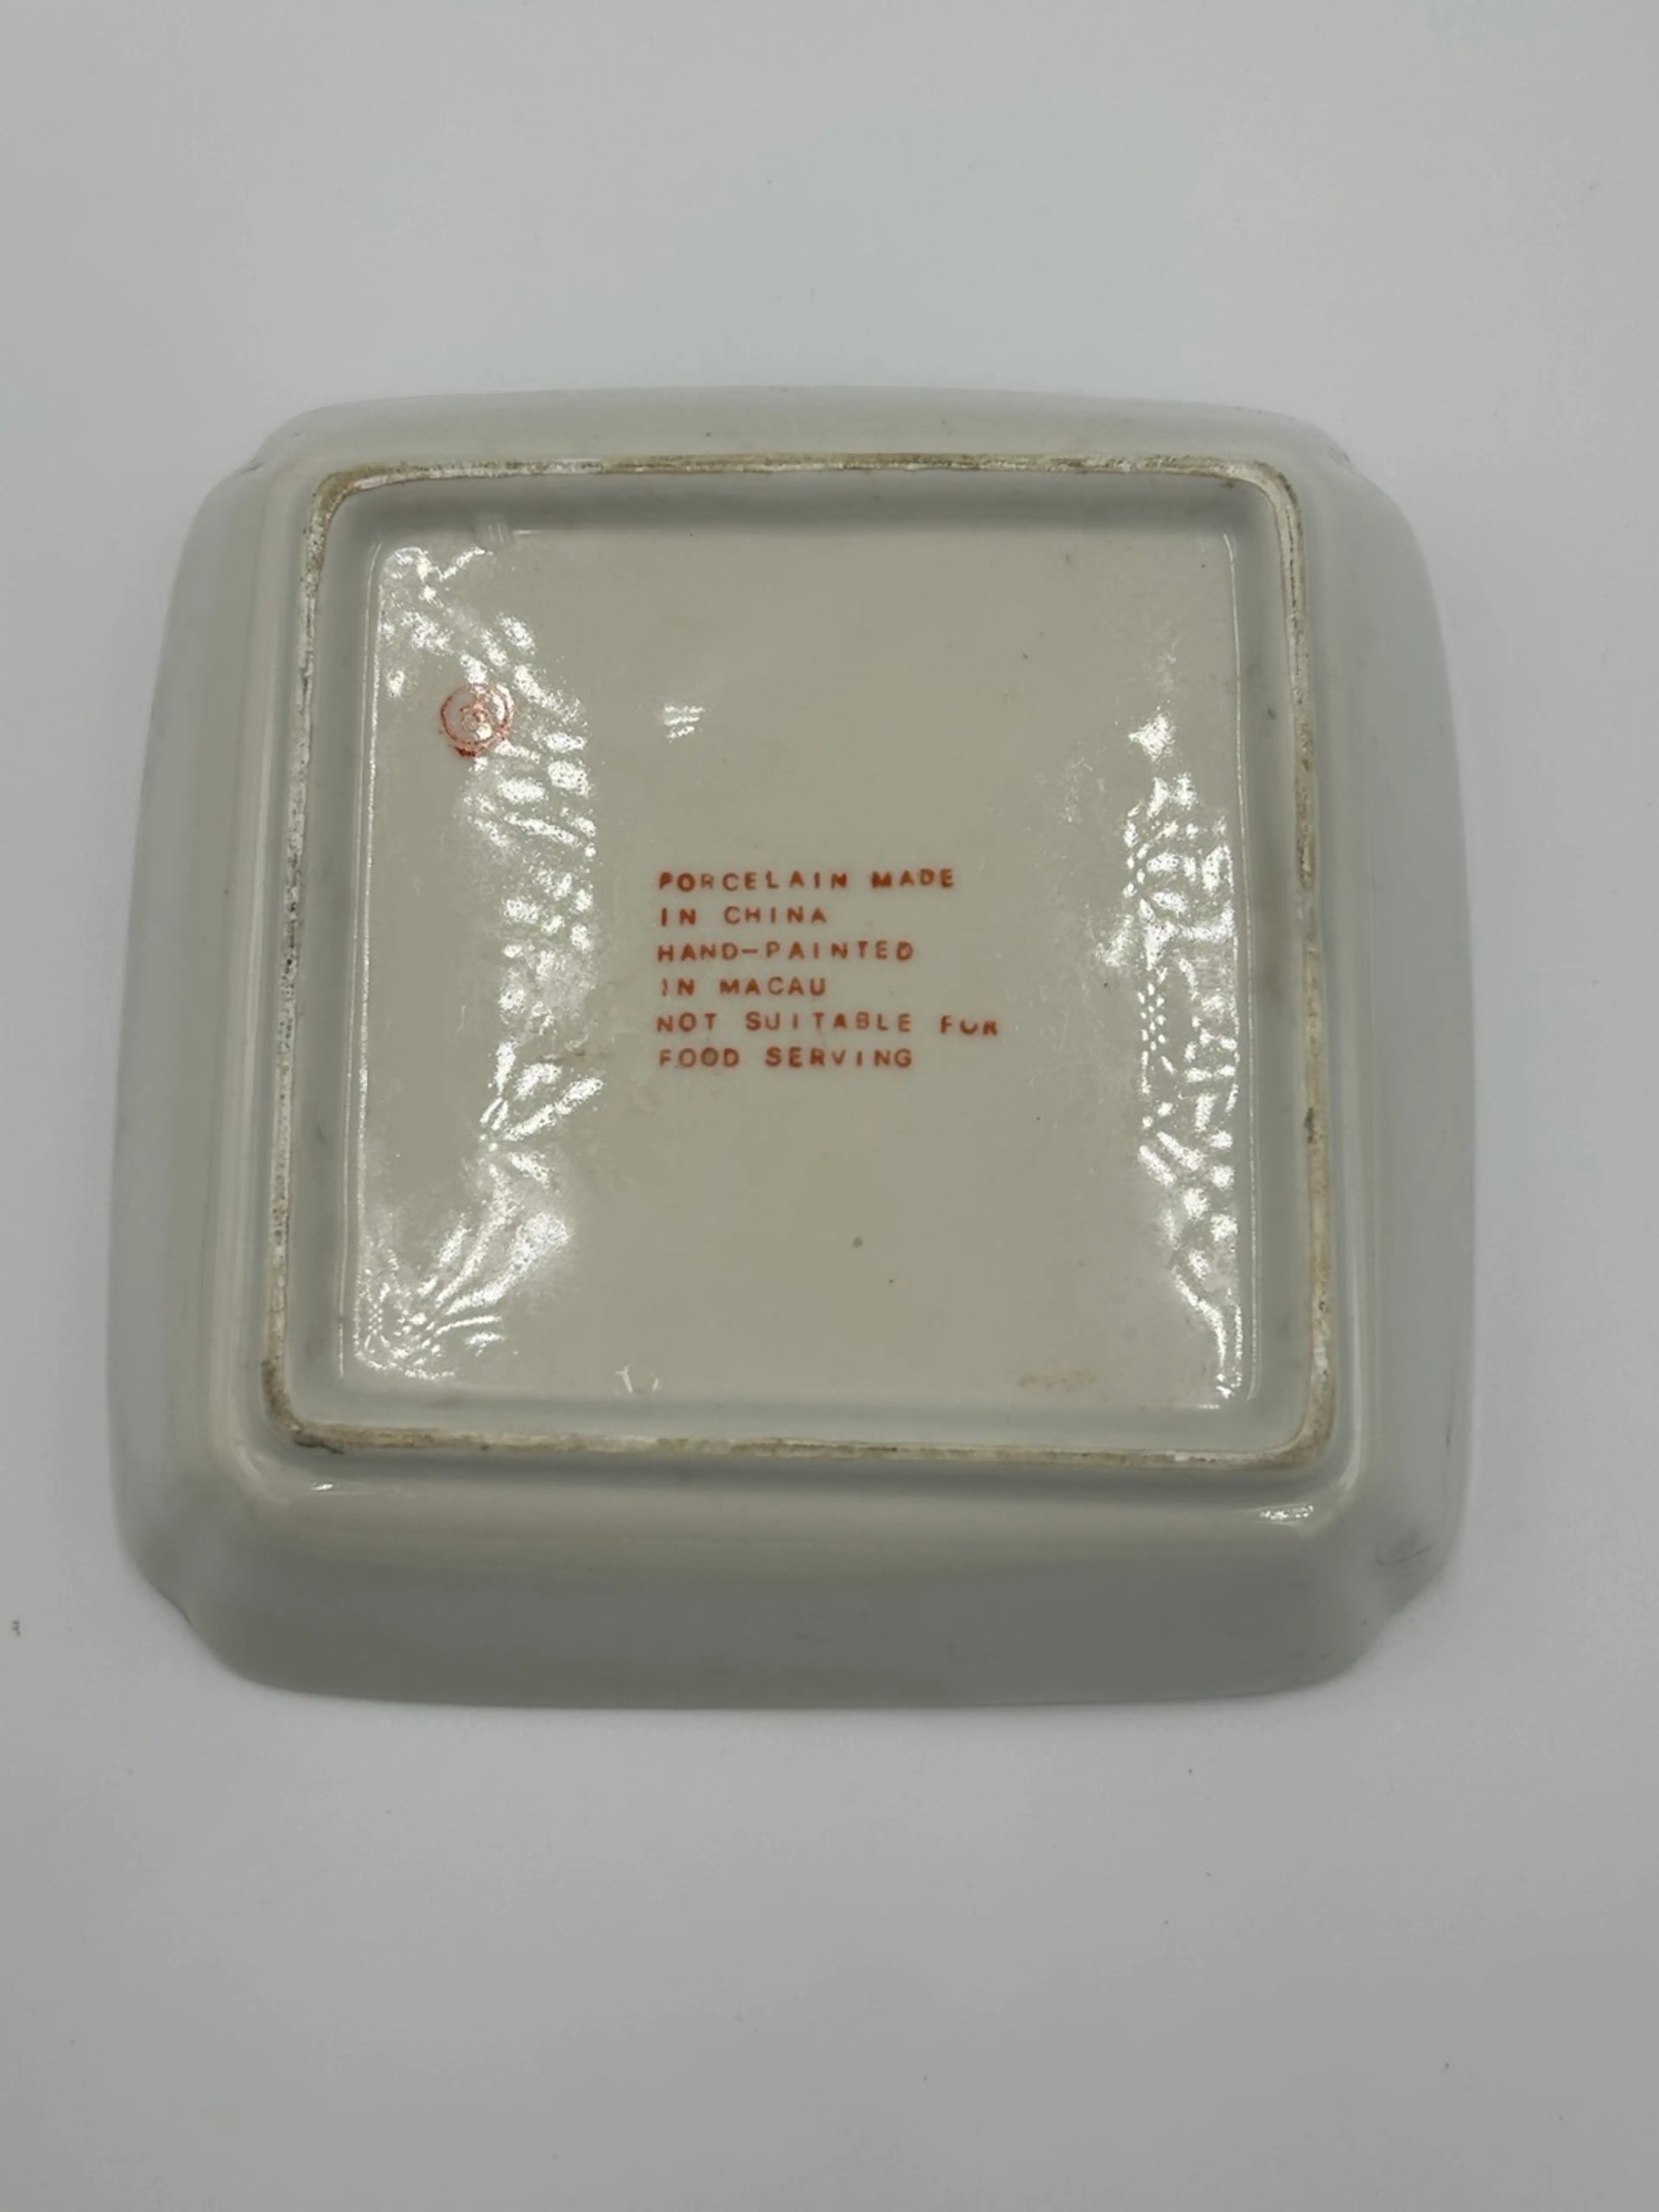 PORCELAIN MADE
IN CHINA
HAND-PAINTED
IN MACAU
NOT SUITABLE FOR
FOOD SERVING